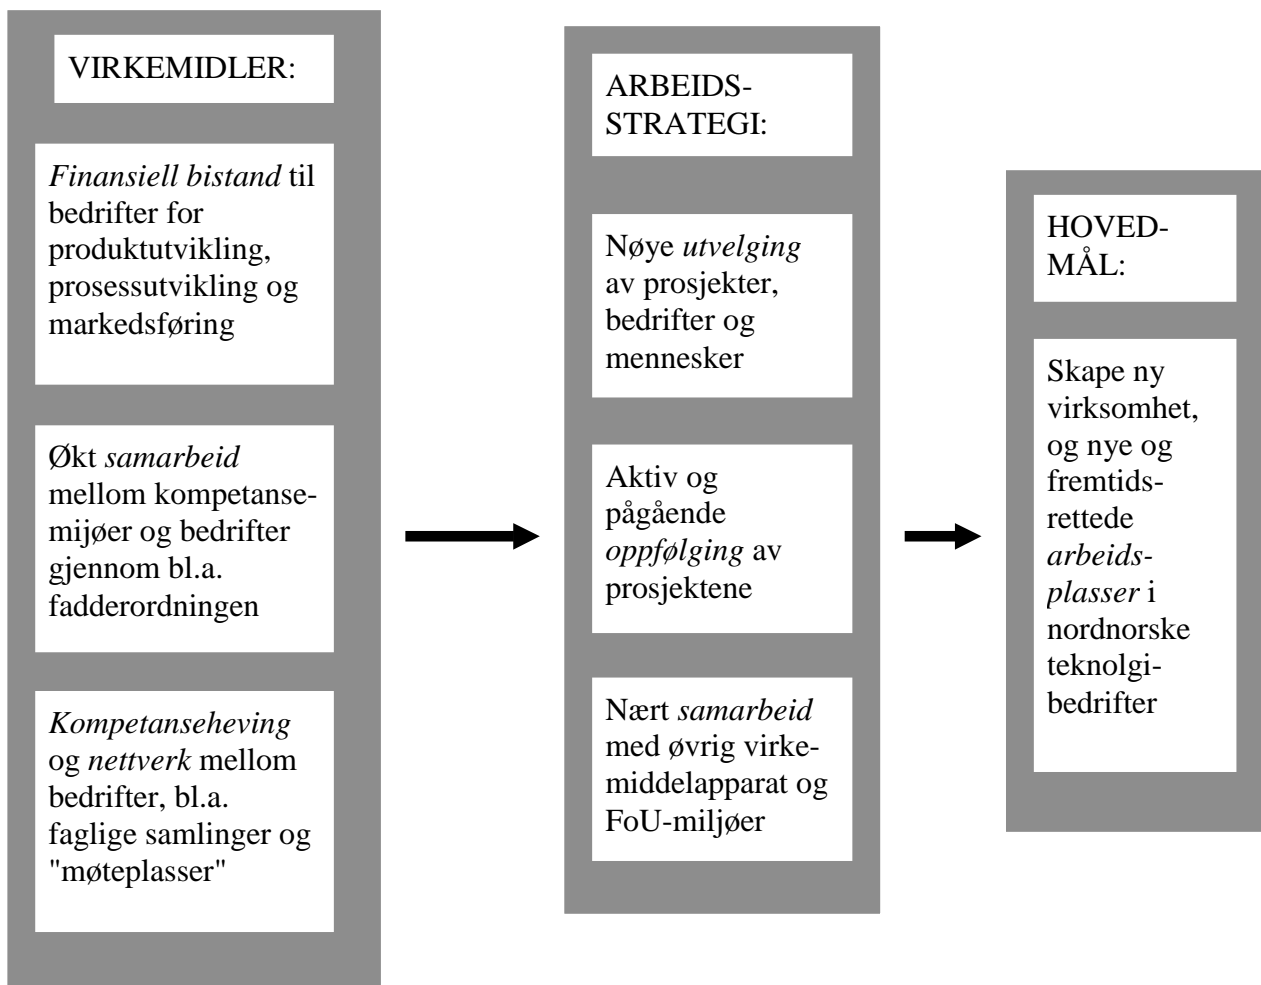 VIRKEMIDLER:
Finansiell bistand til
bedrifter for
produktutvikling,
prosessutvikling og
markedsføring
Økt samarbeid
mellom kompetanse-
mijøer og bedrifter
gjennom bl.a.
fadderordningen
Kompetanseheving
og nettverk mellom
bedrifter, bl.a.
faglige samlinger og
"møteplasser"
ARBEIDS-
STRATEGI:
Nøye utvelging
av prosjekter,
bedrifter og
mennesker
Aktiv og
pågående
oppfølging av
prosjektene
Nært samarbeid
med øvrig virke-
middelapparat og
FoU-miljøer
HOVED-
MÅL:
Skape ny
virksomhet,
og nye og
fremtids-
rettede
arbeids-
plasser i
nordnorske
teknolgi-
bedrifter